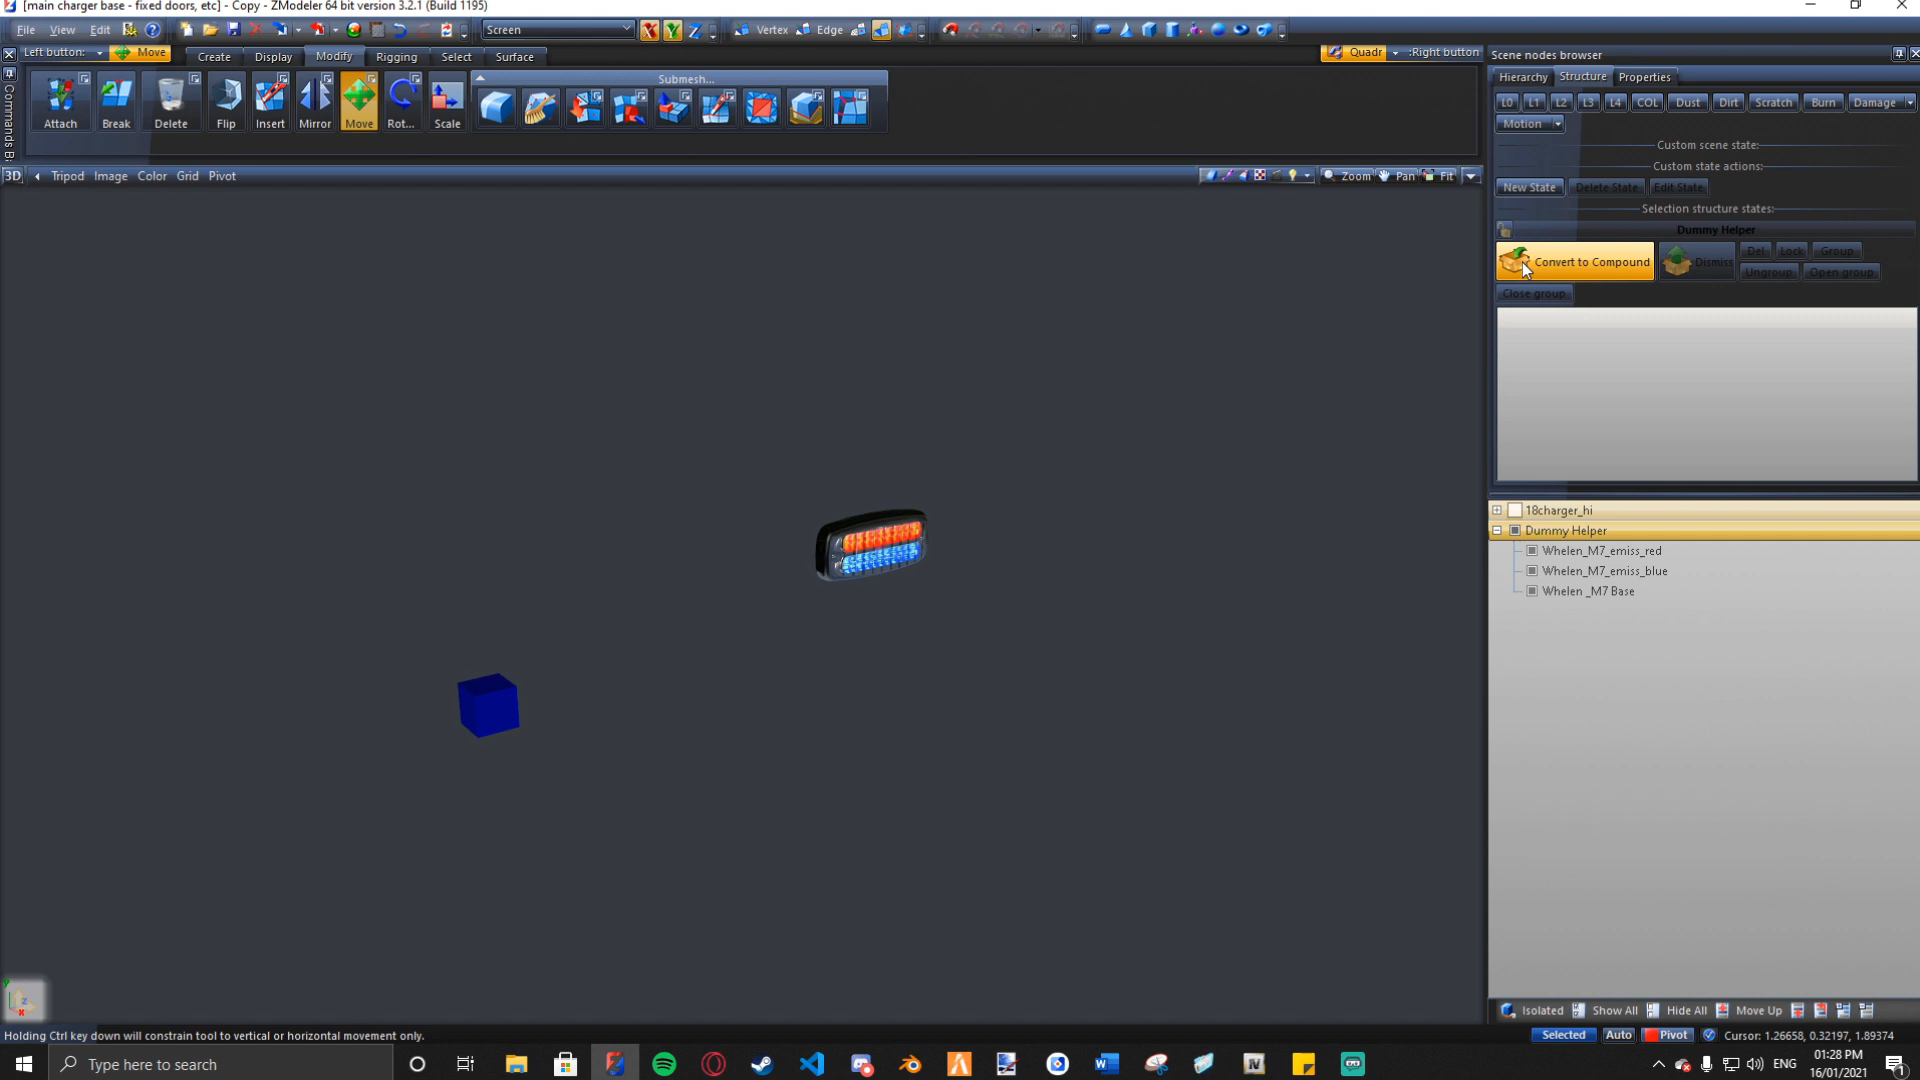 [main charger base - fixed doors, etc] - Copy - ZModeler 64 bit version 3.2.1 (Build 1195)
File View Edit Screen Vertex Edge
Left button: Move Create Display Modify Rigging Select Surface Quadr :Right button
Commands B
Submesh...
Attach Break Delete Flip Insert Mirror Move Rot... Scale
3D Tripod Image Color Grid Pivot Zoom Pan Fit
Scene nodes browser
Hierarchy Structure Properties
L0 L1 L2 L3 L4 COL Dust Dirt Scratch Burn Damage
Motion
Custom scene state:
Custom state actions:
New State Delete State Edit State
Selection structure states:
Dummy Helper
Convert to Compound Dismiss Del Lock Group
Ungroup Open group
Close group
18charger_hi
Dummy Helper
Whelen_M7_emiss_red
Whelen_M7_emiss_blue
Whelen _M7 Base
Isolated Show All Hide All Move Up
Holding Ctrl key down will constrain tool to vertical or horizontal movement only.
Selected Auto Pivot Cursor: 1.26658, 0.32197, 1.89374
Type here to search
ENG
01:28 PM
16/01/2021